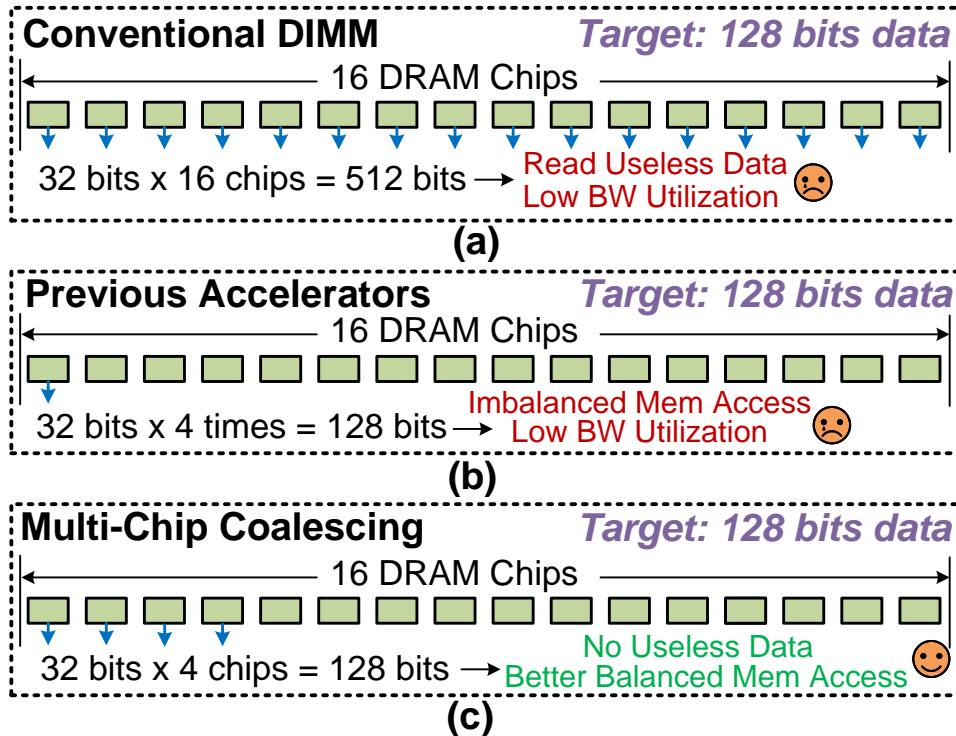 Conventional DIMM
Target: 128 bits data
16 DRAM Chips
32 bits x 16 chips = 512 bits
Read Useless Data
Low BW Utilization
(a)
Previous Accelerators
Target: 128 bits data
16 DRAM Chips
32 bits x 4 times = 128 bits
Imbalanced Mem Access
Low BW Utilization
(b)
Multi-Chip Coalescing
Target: 128 bits data
16 DRAM Chips
32 bits x 4 chips = 128 bits
No Useless Data
Better Balanced Mem Access
(c)